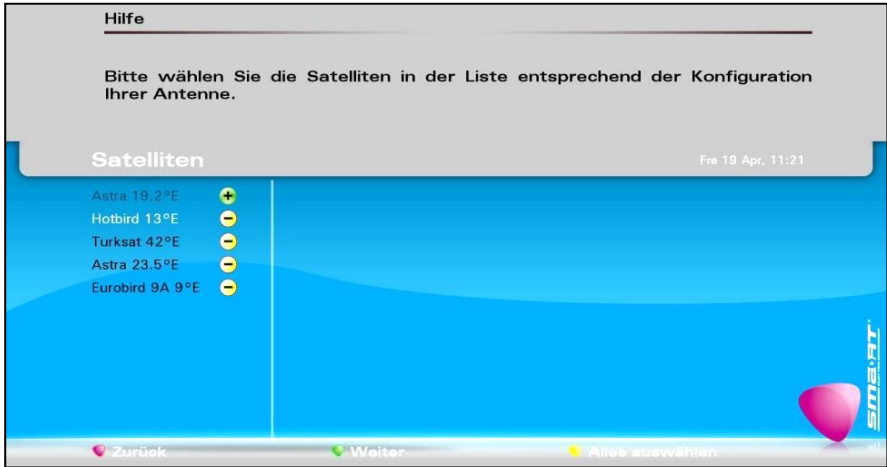 Hilfe
Bitte wählen Sie die Satelliten in der Liste entsprechend der Konfiguration
Ihrer Antenne.
Satelliten
Fre 19 Apr, 11:21
Astra 19,2°E
Hotbird 13°E
Turksat 42°E
Astra 23.5°E
Eurobird 9A 9°E
smart
Zurück
Weiter
Alles auswählen